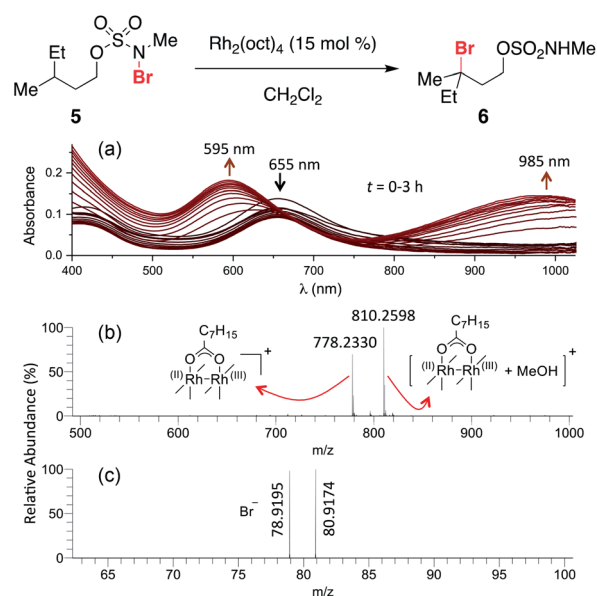 O O
Et O S N Me
Br
Me
5
Rh2(oct)4 (15 mol %)
CH2Cl2
Br OSO2NHMe
Me
Et
6
(a) 595 nm 655 nm 985 nm
t = 0-3 h
Absorbance
0.2
0.1
0.0
400 500 600 700 800 900 1000
λ (nm)
Relative Abundance (%)
(b) C7H15 778.2330 810.2598 C7H15
O O +
(II) Rh Rh (III)
O O +
(II) Rh Rh (III) + MeOH
100
50
0
500 600 700 800 900 1000
m/z
(c)
Br− 78.9195 80.9174
100
50
0
65 70 75 80 85 90 95 100
m/z